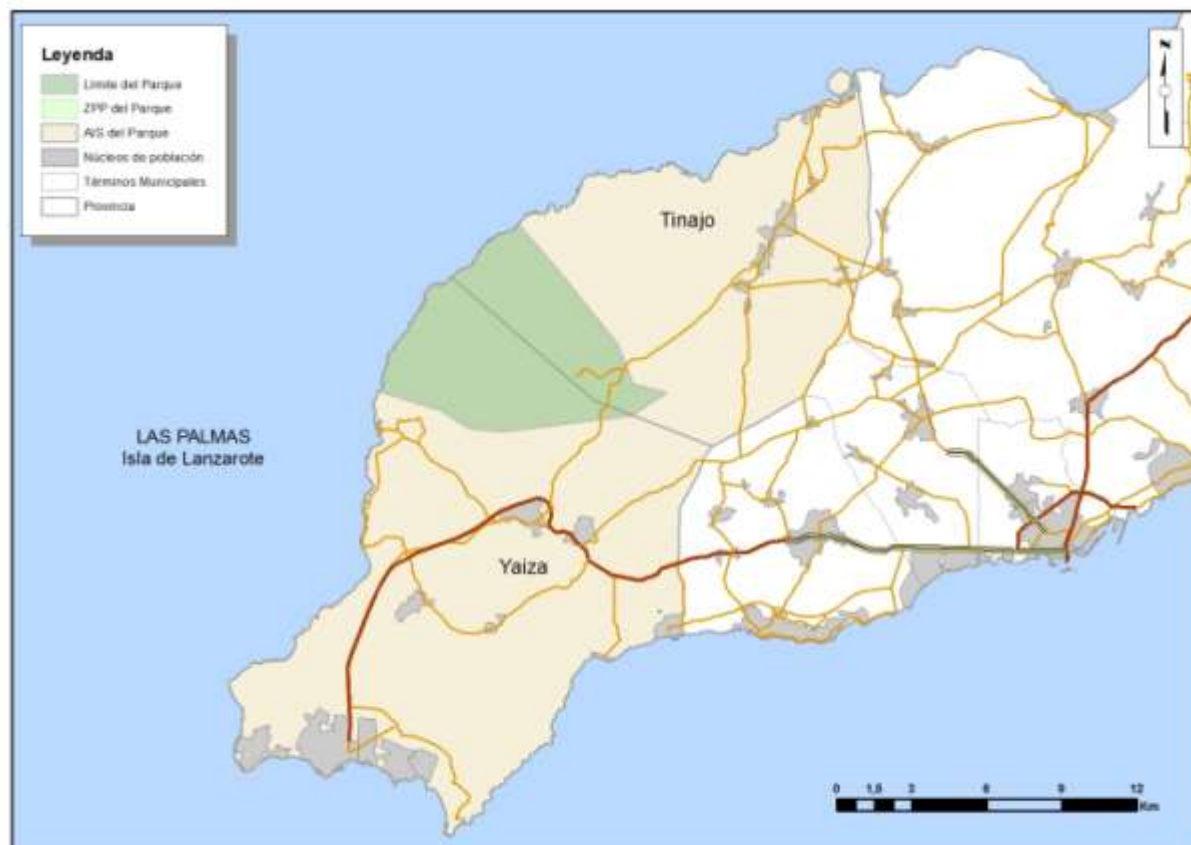 Leyenda
Límite del Parque
ZPP del Parque
AIS del Parque
Núcleos de población
Términos Municipales
Provincia
N
Tinajo
LAS PALMAS
Isla de Lanzarote
Yaiza
0 1,5 3 6 9 12
Km